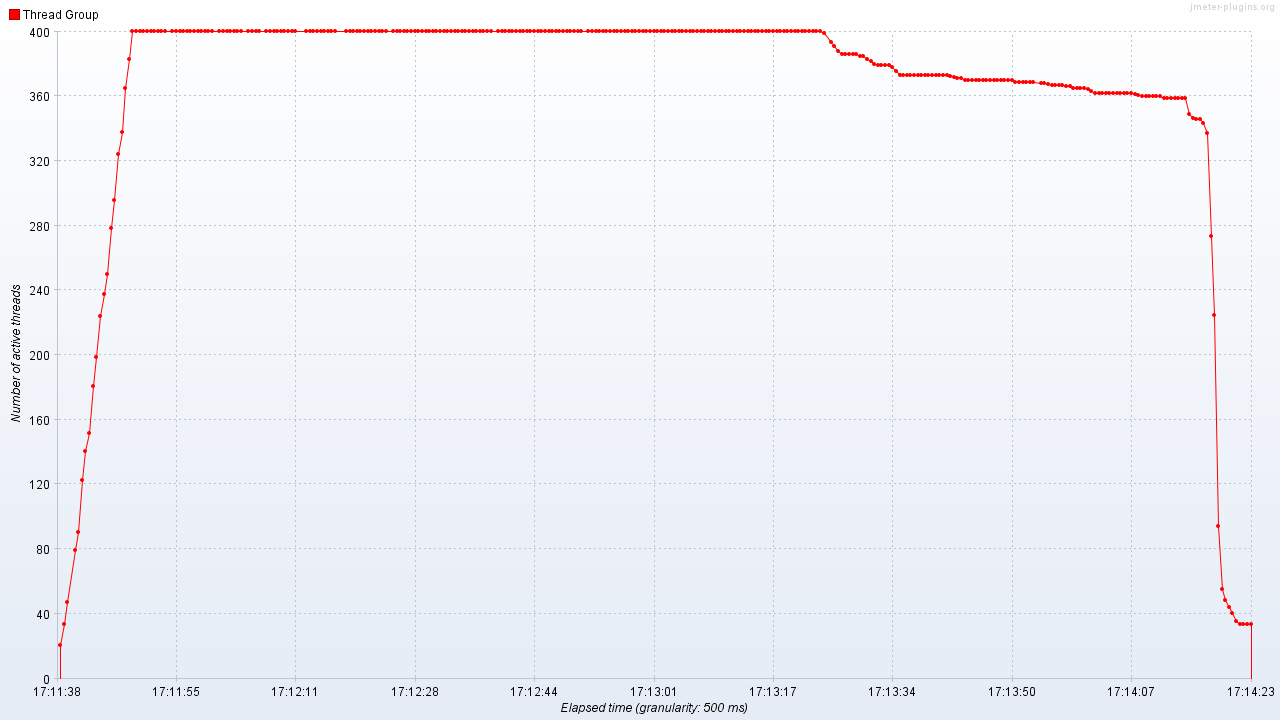 jmeter-plugins.org
Thread Group
400
360
320
280
240
200
160
120
80
40
0
Number of active threads
17:11:38 17:11:55 17:12:11 17:12:28 17:12:44 17:13:01 17:13:17 17:13:34 17:13:50 17:14:07 17:14:23
Elapsed time (granularity: 500 ms)